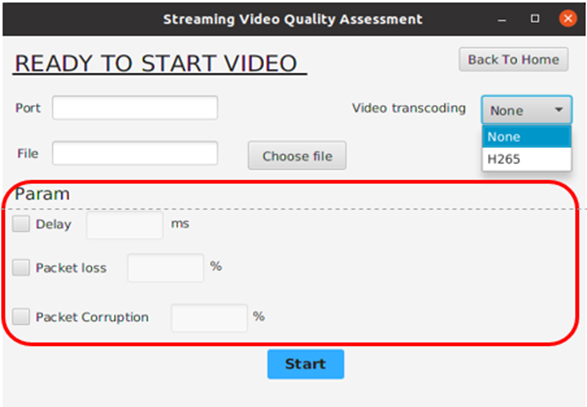 Streaming Video Quality Assessment
READY TO START VIDEO
Back To Home
Port
Video transcoding
None
None
H265
File
Choose file
Param
Delay ms
Packet loss %
Packet Corruption %
Start